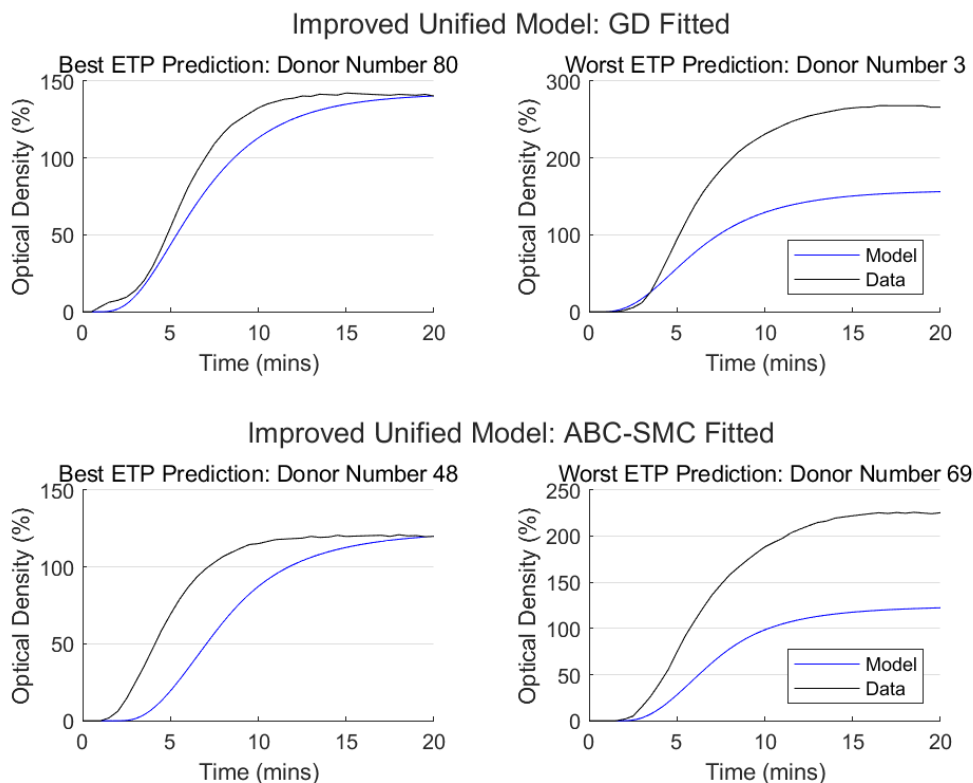 Improved Unified Model: GD Fitted
Best ETP Prediction: Donor Number 80
Worst ETP Prediction: Donor Number 3
150
100
50
0
Optical Density (%)
0 5 10 15 20
Time (mins)
300
200
100
0
Optical Density (%)
Model
Data
0 5 10 15 20
Time (mins)
Improved Unified Model: ABC-SMC Fitted
Best ETP Prediction: Donor Number 48
Worst ETP Prediction: Donor Number 69
150
100
50
0
Optical Density (%)
0 5 10 15 20
Time (mins)
250
200
150
100
50
0
Optical Density (%)
Model
Data
0 5 10 15 20
Time (mins)